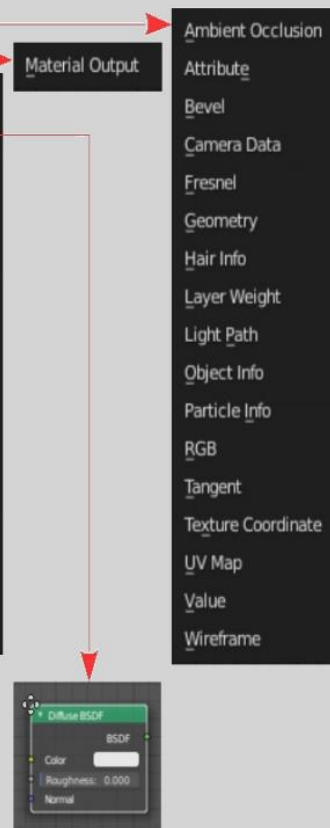 Material Output
Ambient Occlusion
Attribute
Bevel
Camera Data
Fresnel
Geometry
Hair Info
Layer Weight
Light Path
Object Info
Particle Info
RGB
Tangent
Texture Coordinate
UV Map
Value
Wireframe
Diffuse BSDF
BSDF
Color
Roughness: 0.000
Normal